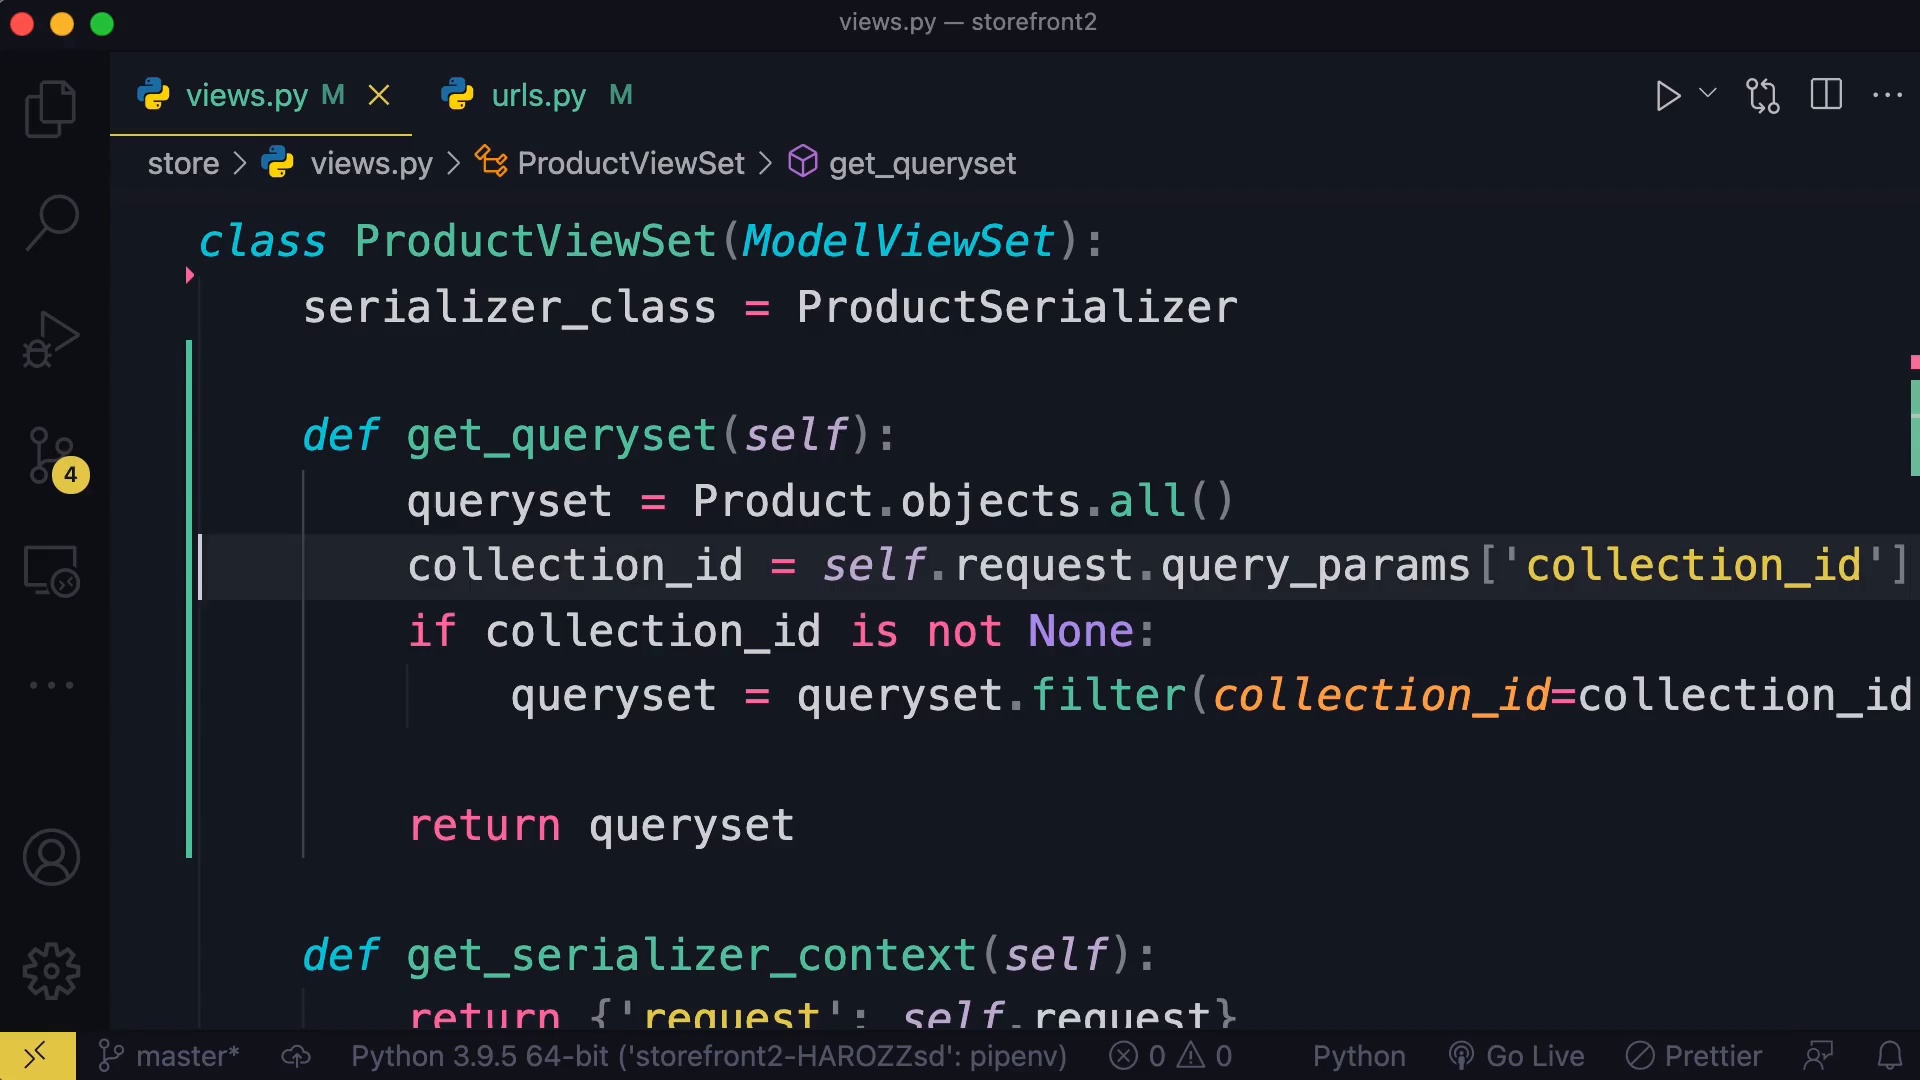 views.py — storefront2
views.py M urls.py M
store > views.py > ProductViewSet > get_queryset
class ProductViewSet(ModelViewSet):
serializer_class = ProductSerializer
def get_queryset(self):
queryset = Product.objects.all()
collection_id = self.request.query_params['collection_id']
if collection_id is not None:
queryset = queryset.filter(collection_id=collection_id
return queryset
def get_serializer_context(self):
return {'request': self.request}
4
master* Python 3.9.5 64-bit ('storefront2-HAROZZsd': pipenv) 0 0 Python Go Live Prettier